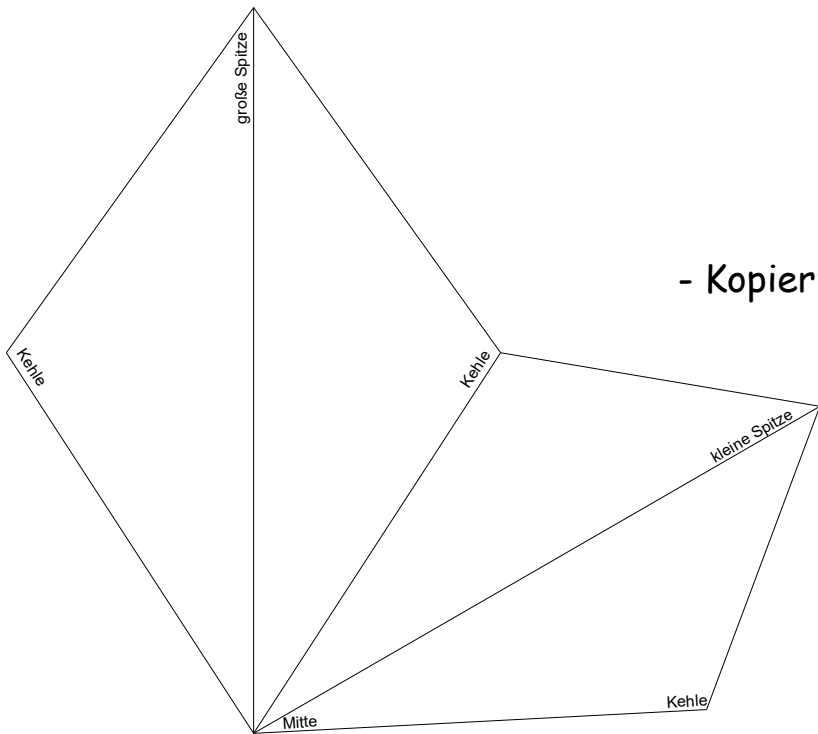 große Spitze
- Kopier
Kehle
Kehle
kleine Spitze
Kehle
Mitte